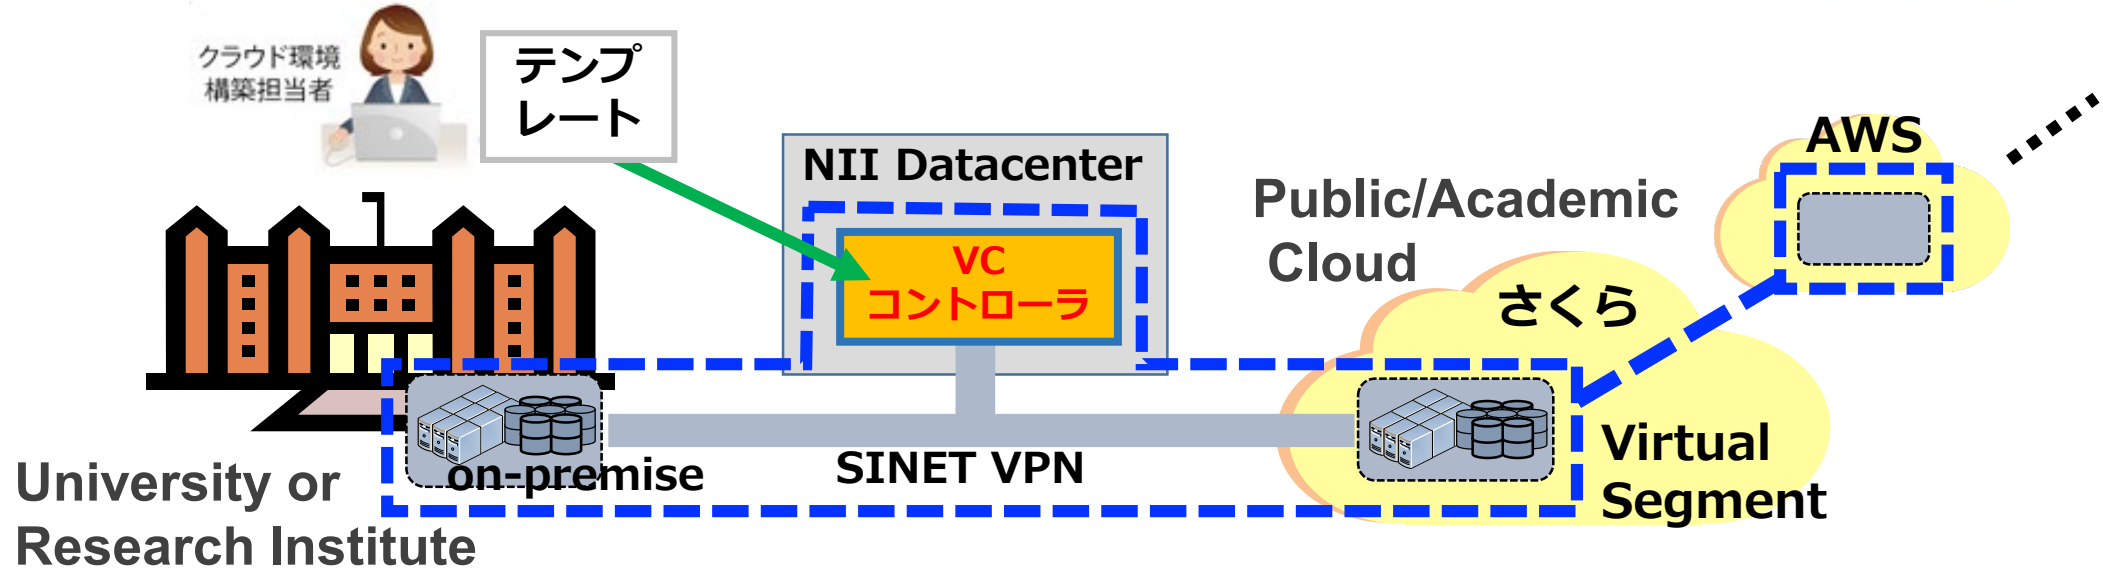 クラウド環境
構築担当者
テンプ
レート
NII Datacenter
VC
コントローラ
Public/Academic
Cloud
AWS
さくら
on-premise
SINET VPN
Virtual
Segment
University or
Research Institute